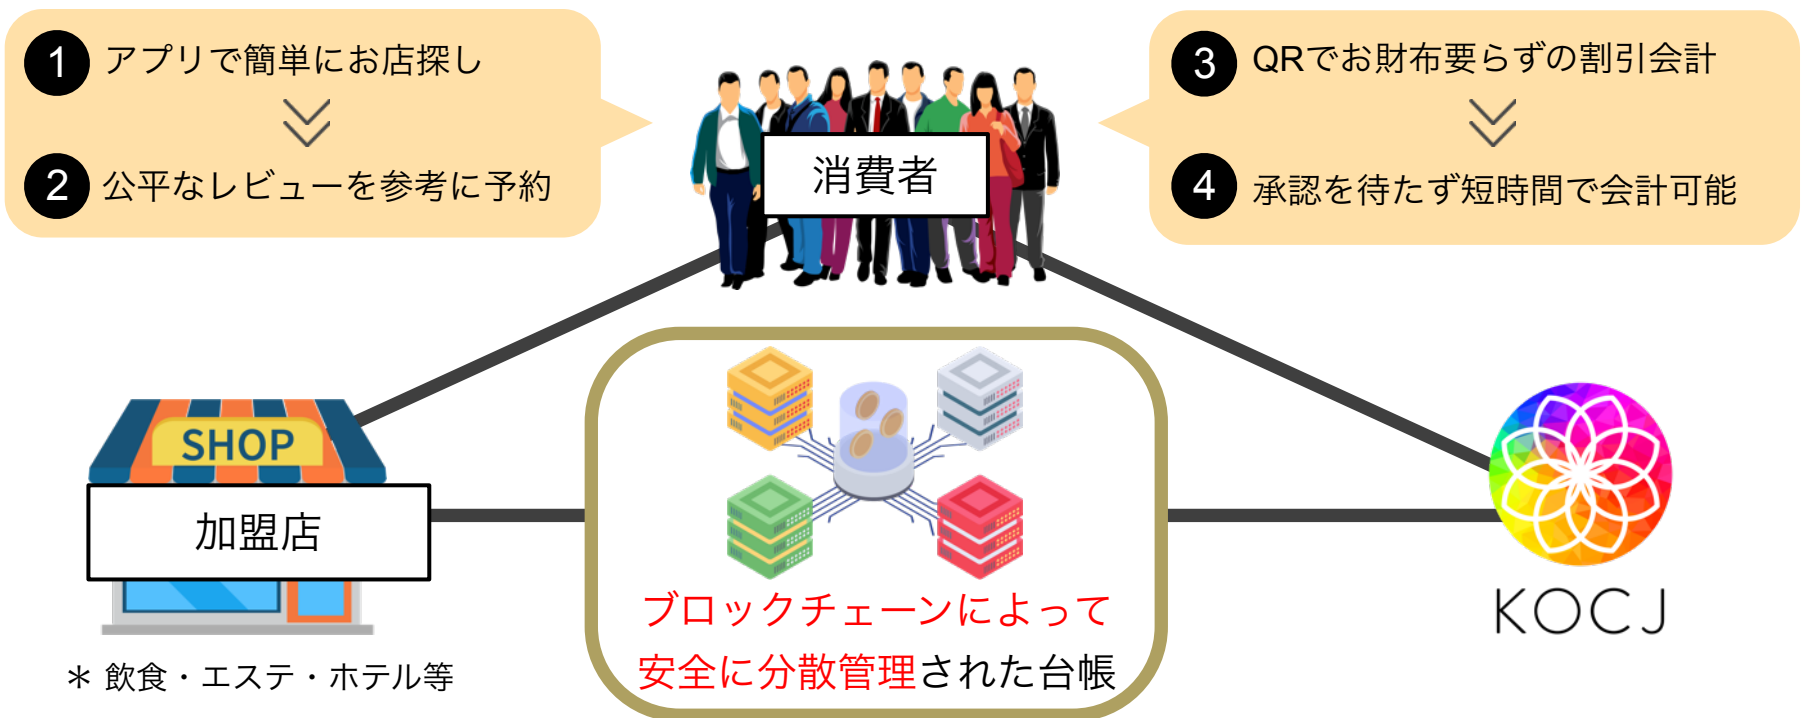 1 アプリで簡単にお店探し
2 公平なレビューを参考に予約
3 QRでお財布要らずの割引会計
4 承認を待たず短時間で会計可能
消費者
SHOP
加盟店
＊ 飲食・エステ・ホテル等
ブロックチェーンによって
安全に分散管理された台帳
KOCJ